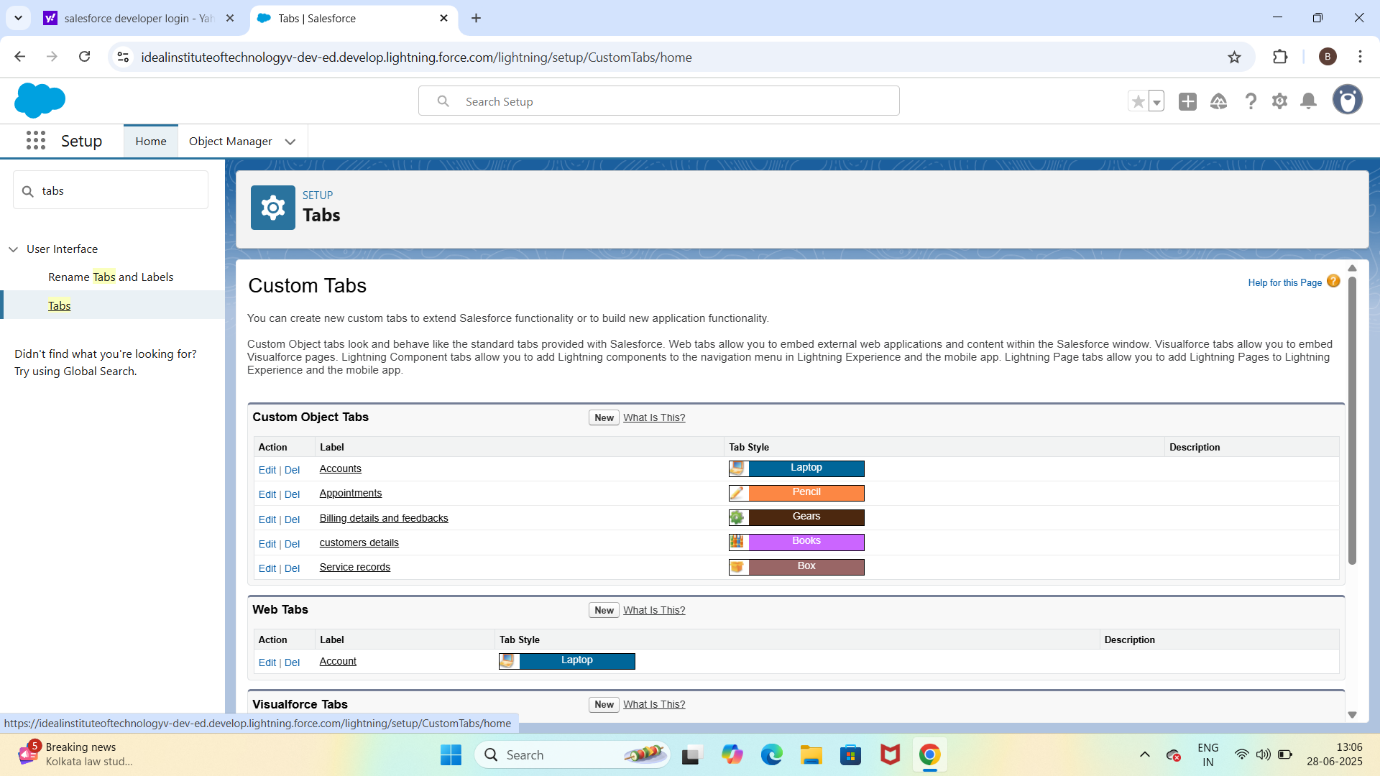 salesforce developer login - Yah
Tabs | Salesforce
idealinstituteoftechnologyv-dev-ed.develop.lightning.force.com/lightning/setup/CustomTabs/home
B
Search Setup
Setup
Home
Object Manager
tabs
User Interface
Rename Tabs and Labels
Tabs
Didn't find what you're looking for?
Try using Global Search.
SETUP
Tabs
Custom Tabs
Help for this Page ?
You can create new custom tabs to extend Salesforce functionality or to build new application functionality.
Custom Object tabs look and behave like the standard tabs provided with Salesforce. Web tabs allow you to embed external web applications and content within the Salesforce window. Visualforce tabs allow you to embed
Visualforce pages. Lightning Component tabs allow you to add Lightning components to the navigation menu in Lightning Experience and the mobile app. Lightning Page tabs allow you to add Lightning Pages to Lightning
Experience and the mobile app.
Custom Object Tabs New What Is This?
Action Label Tab Style Description
Edit | Del Accounts Laptop
Edit | Del Appointments Pencil
Edit | Del Billing details and feedbacks Gears
Edit | Del customers details Books
Edit | Del Service records Box
Web Tabs New What Is This?
Action Label Tab Style Description
Edit | Del Account Laptop
Visualforce Tabs New What Is This?
https://idealinstituteoftechnologyv-dev-ed.develop.lightning.force.com/lightning/setup/CustomTabs/home
5
Breaking news
Kolkata law stud...
Search
ENG
IN
13:06
28-06-2025